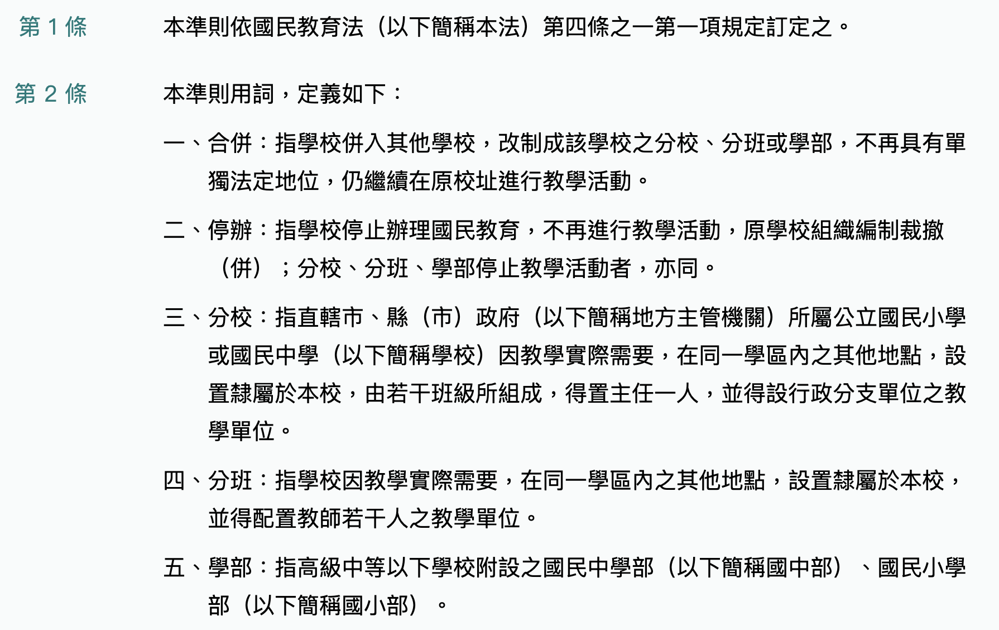 第 1 條 本準則依國民教育法（以下簡稱本法）第四條之一第一項規定訂定之。
第 2 條 本準則用詞，定義如下：
一、合併：指學校併入其他學校，改制成該學校之分校、分班或學部，不再具有單
獨法定地位，仍繼續在原校址進行教學活動。
二、停辦：指學校停止辦理國民教育，不再進行教學活動，原學校組織編制裁撤
（併）；分校、分班、學部停止教學活動者，亦同。
三、分校：指直轄市、縣（市）政府（以下簡稱地方主管機關）所屬公立國民小學
或國民中學（以下簡稱學校）因教學實際需要，在同一學區內之其他地點，設
置隸屬於本校，由若干班級所組成，得置主任一人，並得設行政分支單位之教
學單位。
四、分班：指學校因教學實際需要，在同一學區內之其他地點，設置隸屬於本校，
並得配置教師若干人之教學單位。
五、學部：指高級中等以下學校附設之國民中學部（以下簡稱國中部）、國民小學
部（以下簡稱國小部）。